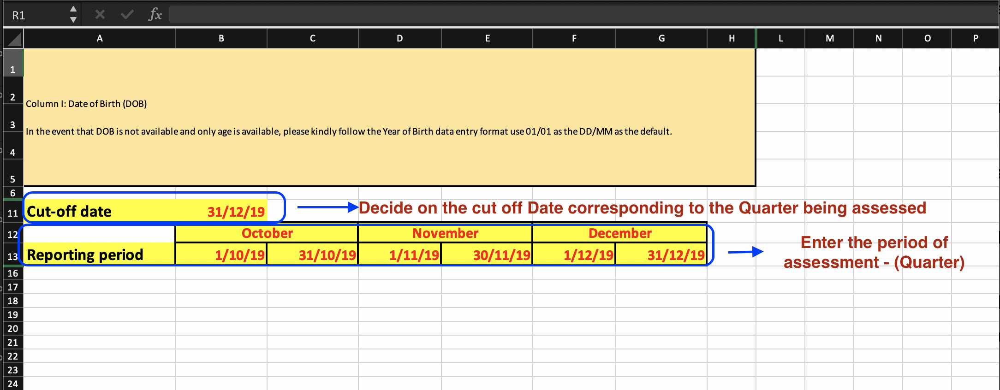 R1 fx
A B C D E F G H L M N O P
1
2
Column I: Date of Birth (DOB)
3
In the event that DOB is not available and only age is available, please kindly follow the Year of Birth data entry format use 01/01 as the DD/MM as the default.
4
5
6
11 Cut-off date 31/12/19 Decide on the cut off Date corresponding to the Quarter being assessed
12 October November December
13 Reporting period 1/10/19 31/10/19 1/11/19 30/11/19 1/12/19 31/12/19
Enter the period of
assessment - (Quarter)
16
17
18
19
20
21
22
23
24